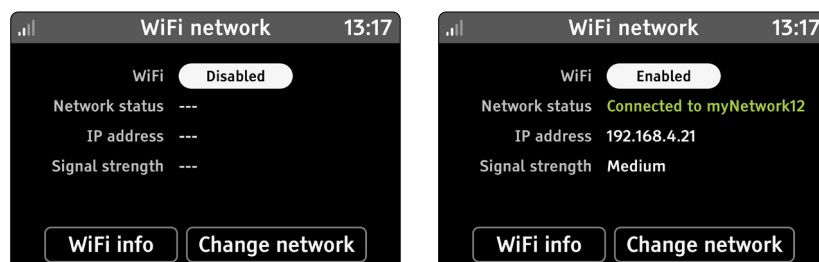 WiFi network 13:17
WiFi Disabled
Network status ---
IP address ---
Signal strength ---
WiFi info Change network
WiFi network 13:17
WiFi Enabled
Network status Connected to myNetwork12
IP address 192.168.4.21
Signal strength Medium
WiFi info Change network